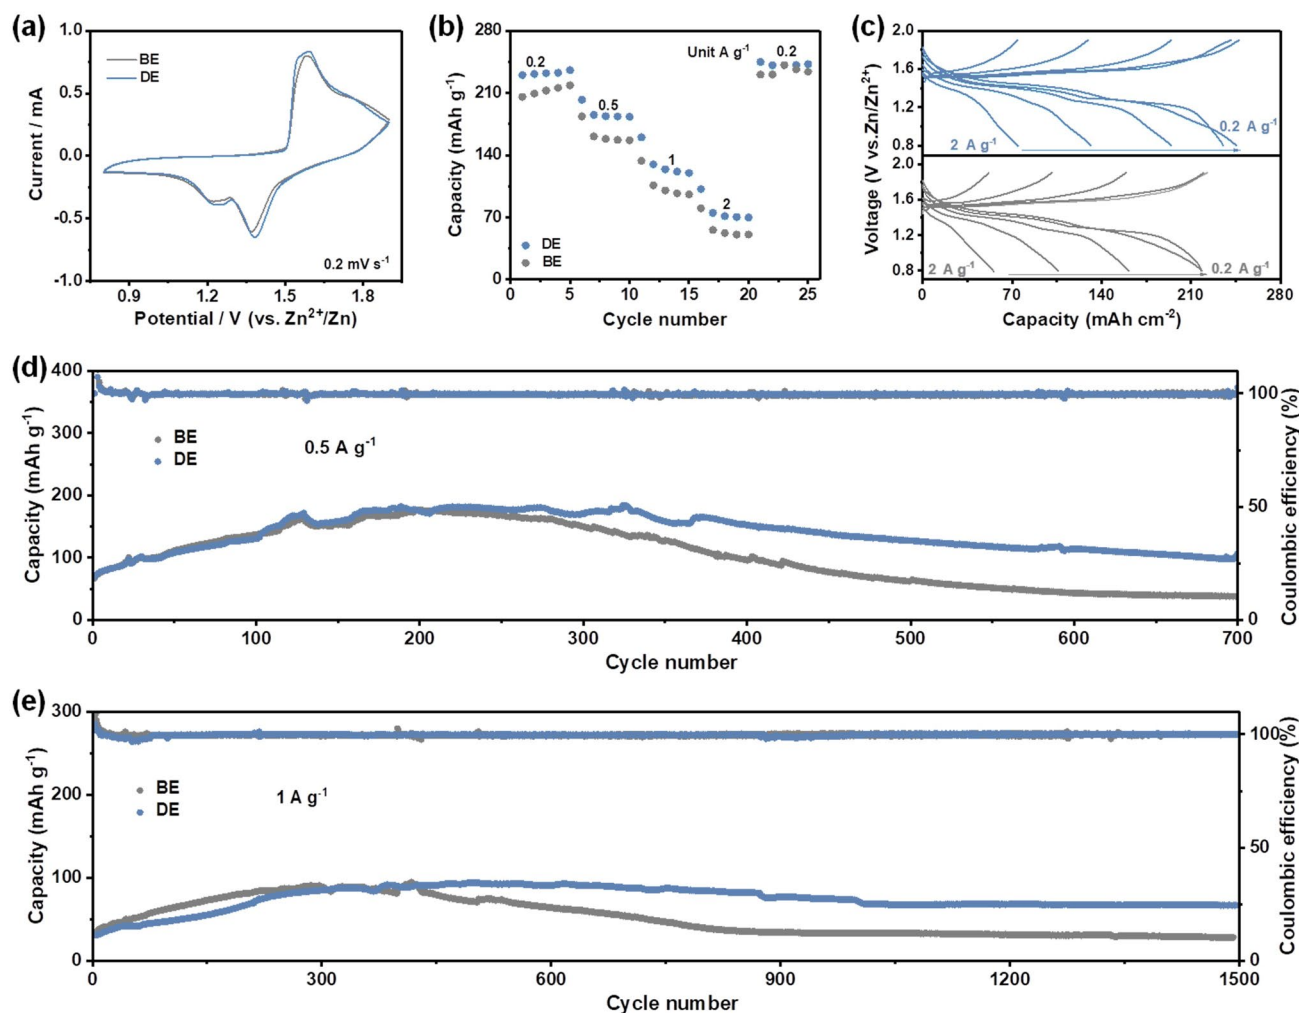 (a)
1.0
0.5
0.0
-0.5
-1.0
Current / mA
BE
DE
0.2 mV s-1
0.9
1.2
1.5
1.8
Potential / V (vs. Zn2+/Zn)
(b)
280
210
140
70
0
Capacity (mAh g-1)
Unit A g-1
0.2
0.5
1
2
0.2
DE
BE
0
5
10
15
20
25
Cycle number
(c)
2.0
1.6
1.2
0.8
2.0
1.6
1.2
0.8
Voltage (V vs.Zn/Zn2+)
2 A g-1
0.2 A g-1
2 A g-1
0.2 A g-1
0
70
140
210
280
Capacity (mAh cm-2)
(d)
400
300
200
100
0
Capacity (mAh g-1)
BE
DE
0.5 A g-1
100
50
0
Coulombic efficiency (%)
0
100
200
300
400
500
600
700
Cycle number
(e)
300
200
100
0
Capacity (mAh g-1)
BE
DE
1 A g-1
100
50
0
Coulombic efficiency (%)
0
300
600
900
1200
1500
Cycle number